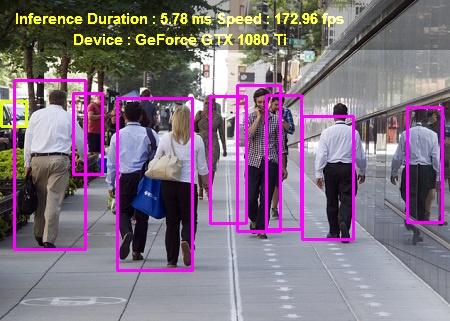 Inference Duration : 5.78 ms Speed : 172.96 fps
Device : GeForce GTX 1080 Ti